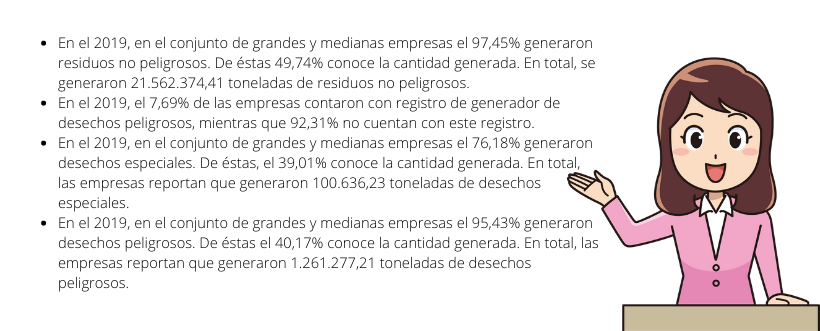 • En el 2019, en el conjunto de grandes y medianas empresas el 97,45% generaron
residuos no peligrosos. De éstas 49,74% conoce la cantidad generada. En total, se
generaron 21.562.374,41 toneladas de residuos no peligrosos.
• En el 2019, el 7,69% de las empresas contaron con registro de generador de
desechos peligrosos, mientras que 92,31% no cuentan con este registro.
• En el 2019, en el conjunto de grandes y medianas empresas el 76,18% generaron
desechos especiales. De éstas, el 39,01% conoce la cantidad generada. En total,
las empresas reportan que generaron 100.636,23 toneladas de desechos
especiales.
• En el 2019, en el conjunto de grandes y medianas empresas el 95,43% generaron
desechos peligrosos. De éstas el 40,17% conoce la cantidad generada. En total, las
empresas reportan que generaron 1.261.277,21 toneladas de desechos
peligrosos.